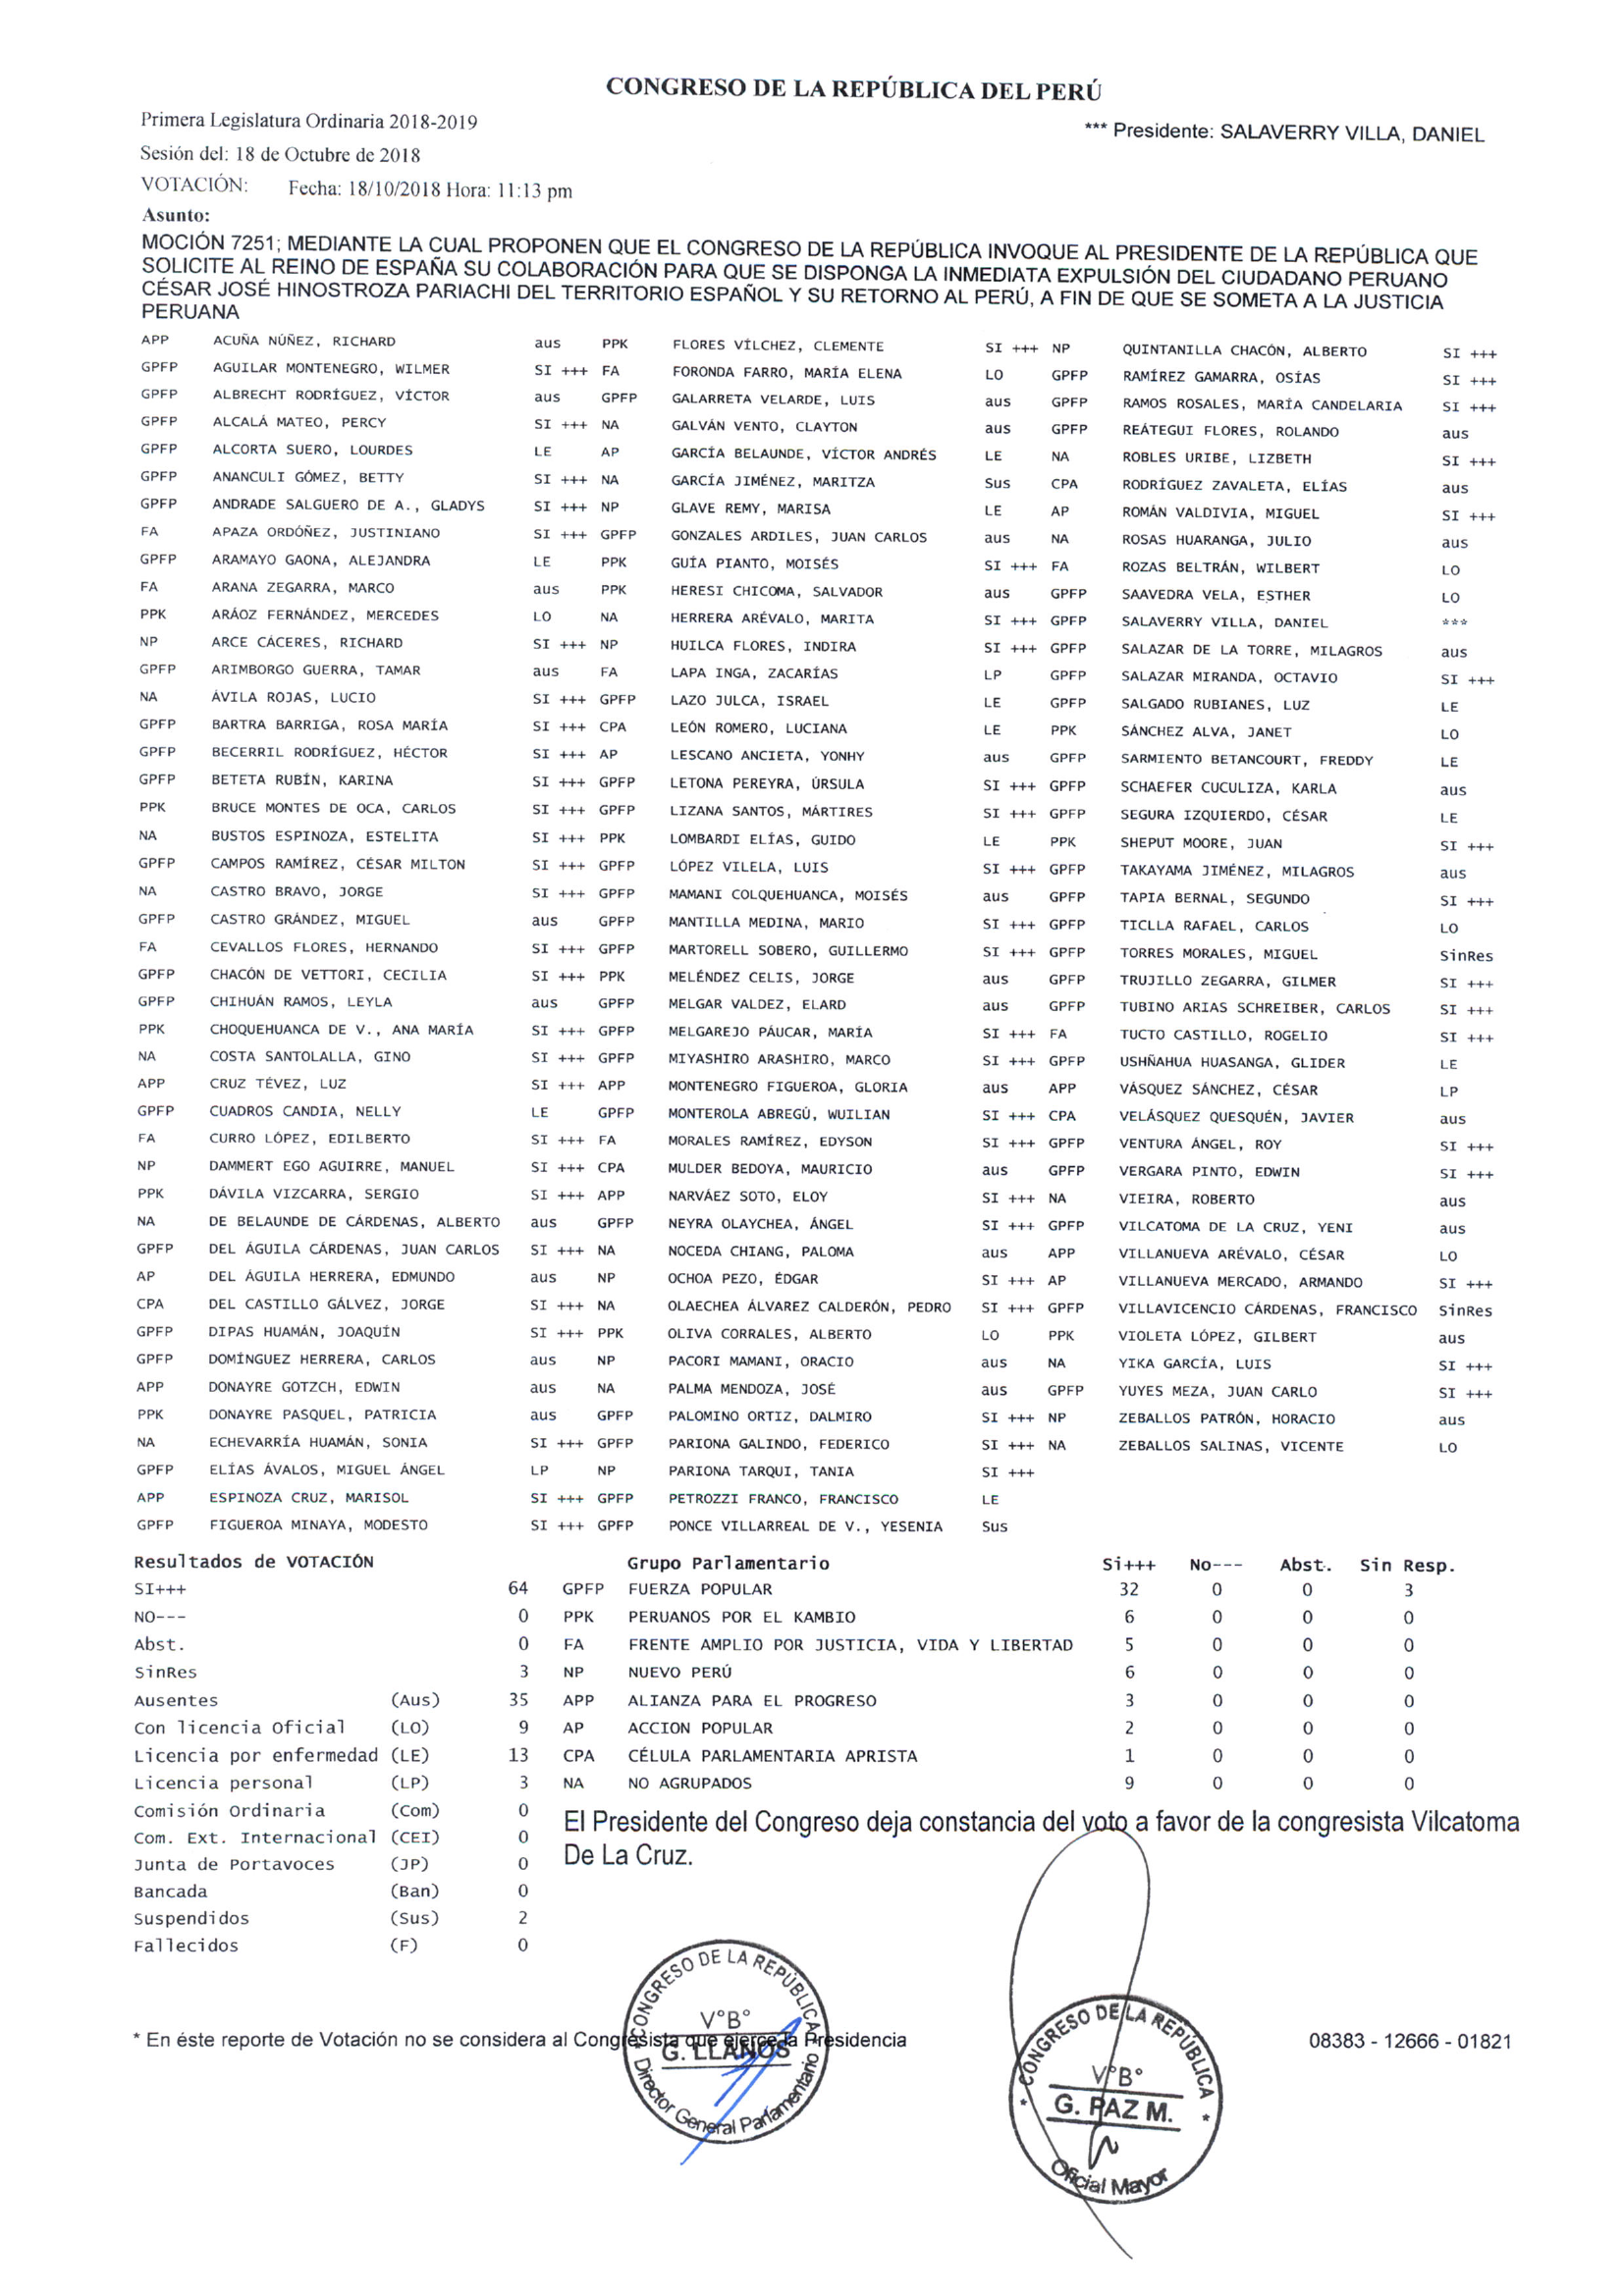 CONGRESO DE LA REPÚBLICA DEL PERÚ
Primera Legislatura Ordinaria 2018-2019
*** Presidente: SALAVERRY VILLA, DANIEL
Sesión del: 18 de Octubre de 2018
VOTACIÓN: Fecha: 18/10/2018 Hora: 11:13 pm
Asunto:
MOCIÓN 7251; MEDIANTE LA CUAL PROPONEN QUE EL CONGRESO DE LA REPÚBLICA INVOQUE AL PRESIDENTE DE LA REPÚBLICA QUE
SOLICITE AL REINO DE ESPAÑA SU COLABORACIÓN PARA QUE SE DISPONGA LA INMEDIATA EXPULSIÓN DEL CIUDADANO PERUANO
CÉSAR JOSÉ HINOSTROZA PARIACHI DEL TERRITORIO ESPAÑOL Y SU RETORNO AL PERÚ, A FIN DE QUE SE SOMETA A LA JUSTICIA
PERUANA
APP ACUÑA NÚÑEZ, RICHARD aus PPK FLORES VÍLCHEZ, CLEMENTE SI +++ NP QUINTANILLA CHACÓN, ALBERTO SI +++
GPFP AGUILAR MONTENEGRO, WILMER SI +++ FA FORONDA FARRO, MARÍA ELENA LO GPFP RAMÍREZ GAMARRA, OSÍAS SI +++
GPFP ALBRECHT RODRÍGUEZ, VÍCTOR aus GPFP GALARRETA VELARDE, LUIS aus GPFP RAMOS ROSALES, MARÍA CANDELARIA SI +++
GPFP ALCALÁ MATEO, PERCY SI +++ NA GALVÁN VENTO, CLAYTON aus GPFP REÁTEGUI FLORES, ROLANDO aus
GPFP ALCORTA SUERO, LOURDES LE AP GARCÍA BELAUNDE, VÍCTOR ANDRÉS LE NA ROBLES URIBE, LIZBETH SI +++
GPFP ANANCULI GÓMEZ, BETTY SI +++ NA GARCÍA JIMÉNEZ, MARITZA Sus CPA RODRÍGUEZ ZAVALETA, ELÍAS aus
GPFP ANDRADE SALGUERO DE A., GLADYS SI +++ NP GLAVE REMY, MARISA LE AP ROMÁN VALDIVIA, MIGUEL SI +++
FA APAZA ORDÓÑEZ, JUSTINIANO SI +++ GPFP GONZALES ARDILES, JUAN CARLOS aus NA ROSAS HUARANGA, JULIO aus
GPFP ARAMAYO GAONA, ALEJANDRA LE PPK GUÍA PIANTO, MOISÉS SI +++ FA ROZAS BELTRÁN, WILBERT LO
FA ARANA ZEGARRA, MARCO aus PPK HERESI CHICOMA, SALVADOR aus GPFP SAAVEDRA VELA, ESTHER LO
PPK ARÁOZ FERNÁNDEZ, MERCEDES LO NA HERRERA ARÉVALO, MARITA SI +++ GPFP SALAVERRY VILLA, DANIEL ***
NP ARCE CÁCERES, RICHARD SI +++ NP HUILCA FLORES, INDIRA SI +++ GPFP SALAZAR DE LA TORRE, MILAGROS aus
GPFP ARIMBORGO GUERRA, TAMAR aus FA LAPA INGA, ZACARÍAS LP GPFP SALAZAR MIRANDA, OCTAVIO SI +++
NA ÁVILA ROJAS, LUCIO SI +++ GPFP LAZO JULCA, ISRAEL LE GPFP SALGADO RUBIANES, LUZ LE
GPFP BARTRA BARRIGA, ROSA MARÍA SI +++ CPA LEÓN ROMERO, LUCIANA LE PPK SÁNCHEZ ALVA, JANET LO
GPFP BECERRIL RODRÍGUEZ, HÉCTOR SI +++ AP LESCANO ANCIETA, YONHY aus GPFP SARMIENTO BETANCOURT, FREDDY LE
GPFP BETETA RUBÍN, KARINA SI +++ GPFP LETONA PEREYRA, ÚRSULA SI +++ GPFP SCHAEFER CUCULIZA, KARLA aus
PPK BRUCE MONTES DE OCA, CARLOS SI +++ GPFP LIZANA SANTOS, MÁRTIRES SI +++ GPFP SEGURA IZQUIERDO, CÉSAR LE
NA BUSTOS ESPINOZA, ESTELITA SI +++ PPK LOMBARDI ELÍAS, GUIDO LE PPK SHEPUT MOORE, JUAN SI +++
GPFP CAMPOS RAMÍREZ, CÉSAR MILTON SI +++ GPFP LÓPEZ VILELA, LUIS SI +++ GPFP TAKAYAMA JIMÉNEZ, MILAGROS aus
NA CASTRO BRAVO, JORGE SI +++ GPFP MAMANI COLQUEHUANCA, MOISÉS aus GPFP TAPIA BERNAL, SEGUNDO SI +++
GPFP CASTRO GRÁNDEZ, MIGUEL aus GPFP MANTILLA MEDINA, MARIO SI +++ GPFP TICLLA RAFAEL, CARLOS LO
FA CEVALLOS FLORES, HERNANDO SI +++ GPFP MARTORELL SOBERO, GUILLERMO SI +++ GPFP TORRES MORALES, MIGUEL SinRes
GPFP CHACÓN DE VETTORI, CECILIA SI +++ PPK MELÉNDEZ CELIS, JORGE aus GPFP TRUJILLO ZEGARRA, GILMER SI +++
GPFP CHIHUÁN RAMOS, LEYLA aus GPFP MELGAR VALDEZ, ELARD aus GPFP TUBINO ARIAS SCHREIBER, CARLOS SI +++
PPK CHOQUEHUANCA DE V., ANA MARÍA SI +++ GPFP MELGAREJO PÁUCAR, MARÍA SI +++ FA TUCTO CASTILLO, ROGELIO SI +++
NA COSTA SANTOLALLA, GINO SI +++ GPFP MIYASHIRO ARASHIRO, MARCO SI +++ GPFP USHÑAHUA HUASANGA, GLIDER LE
APP CRUZ TÉVEZ, LUZ SI +++ APP MONTENEGRO FIGUEROA, GLORIA aus APP VÁSQUEZ SÁNCHEZ, CÉSAR LP
GPFP CUADROS CANDIA, NELLY LE GPFP MONTEROLA ABREGÚ, WUILIAN SI +++ CPA VELÁSQUEZ QUESQUÉN, JAVIER aus
FA CURRO LÓPEZ, EDILBERTO SI +++ FA MORALES RAMÍREZ, EDYSON SI +++ GPFP VENTURA ÁNGEL, ROY SI +++
NP DAMMERT EGO AGUIRRE, MANUEL SI +++ CPA MULDER BEDOYA, MAURICIO aus GPFP VERGARA PINTO, EDWIN SI +++
PPK DÁVILA VIZCARRA, SERGIO SI +++ APP NARVÁEZ SOTO, ELOY SI +++ NA VIEIRA, ROBERTO aus
NA DE BELAUNDE DE CÁRDENAS, ALBERTO aus GPFP NEYRA OLAYCHEA, ÁNGEL SI +++ GPFP VILCATOMA DE LA CRUZ, YENI aus
GPFP DEL ÁGUILA CÁRDENAS, JUAN CARLOS SI +++ NA NOCEDA CHIANG, PALOMA aus APP VILLANUEVA ARÉVALO, CÉSAR LO
AP DEL ÁGUILA HERRERA, EDMUNDO aus NP OCHOA PEZO, ÉDGAR SI +++ AP VILLANUEVA MERCADO, ARMANDO SI +++
CPA DEL CASTILLO GÁLVEZ, JORGE SI +++ NA OLAECHEA ÁLVAREZ CALDERÓN, PEDRO SI +++ GPFP VILLAVICENCIO CÁRDENAS, FRANCISCO SinRes
GPFP DIPAS HUAMÁN, JOAQUÍN SI +++ PPK OLIVA CORRALES, ALBERTO LO PPK VIOLETA LÓPEZ, GILBERT aus
GPFP DOMÍNGUEZ HERRERA, CARLOS aus NP PACORI MAMANI, ORACIO aus NA YIKA GARCÍA, LUIS SI +++
APP DONAYRE GOTZCH, EDWIN aus NA PALMA MENDOZA, JOSÉ aus GPFP YUYES MEZA, JUAN CARLO SI +++
PPK DONAYRE PASQUEL, PATRICIA aus GPFP PALOMINO ORTIZ, DALMIRO SI +++ NP ZEBALLOS PATRÓN, HORACIO aus
NA ECHEVARRÍA HUAMÁN, SONIA SI +++ GPFP PARIONA GALINDO, FEDERICO SI +++ NA ZEBALLOS SALINAS, VICENTE LO
GPFP ELÍAS ÁVALOS, MIGUEL ÁNGEL LP NP PARIONA TARQUI, TANIA SI +++
APP ESPINOZA CRUZ, MARISOL SI +++ GPFP PETROZZI FRANCO, FRANCISCO LE
GPFP FIGUEROA MINAYA, MODESTO SI +++ GPFP PONCE VILLARREAL DE V., YESENIA Sus
Resultados de VOTACIÓN Grupo Parlamentario Si+++ No--- Abst. Sin Resp.
SI+++ 64 GPFP FUERZA POPULAR 32 0 0 3
NO--- 0 PPK PERUANOS POR EL KAMBIO 6 0 0 0
Abst. 0 FA FRENTE AMPLIO POR JUSTICIA, VIDA Y LIBERTAD 5 0 0 0
SinRes 3 NP NUEVO PERÚ 6 0 0 0
Ausentes (Aus) 35 APP ALIANZA PARA EL PROGRESO 3 0 0 0
Con licencia Oficial (LO) 9 AP ACCION POPULAR 2 0 0 0
Licencia por enfermedad (LE) 13 CPA CÉLULA PARLAMENTARIA APRISTA 1 0 0 0
Licencia personal (LP) 3 NA NO AGRUPADOS 9 0 0 0
Comisión Ordinaria (Com) 0
Com. Ext. Internacional (CEI) 0
Junta de Portavoces (JP) 0
Bancada (Ban) 0
Suspendidos (Sus) 2
Fallecidos (F) 0
El Presidente del Congreso deja constancia del voto a favor de la congresista Vilcatoma
De La Cruz.
* En éste reporte de Votación no se considera al Congresista que ejerce la Presidencia
08383 - 12666 - 01821
CONGRESO DE LA REPÚBLICA
V°B°
G. LLANOS
Director General Parlamentario
* CONGRESO DE LA REPÚBLICA *
V°B°
G. PAZ M.
Oficial Mayor